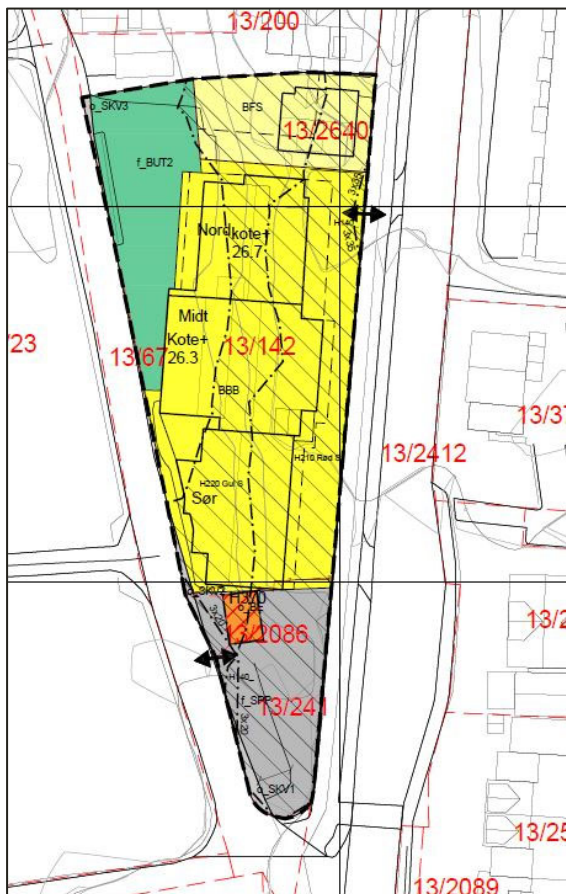 13/200
o_SKV3
BFS
13/2640
f_BUT2
Nord
kote+
26.7
Midt
Kote+
26.3
/23
13/67
13/142
BBB
13/37
13/2412
H210 Rød S
H220 Gul S
Sør
H370
13/2
3x20
13/2086
f_SPP
13/241
3x20
o_SKV1
13/25
13/2089